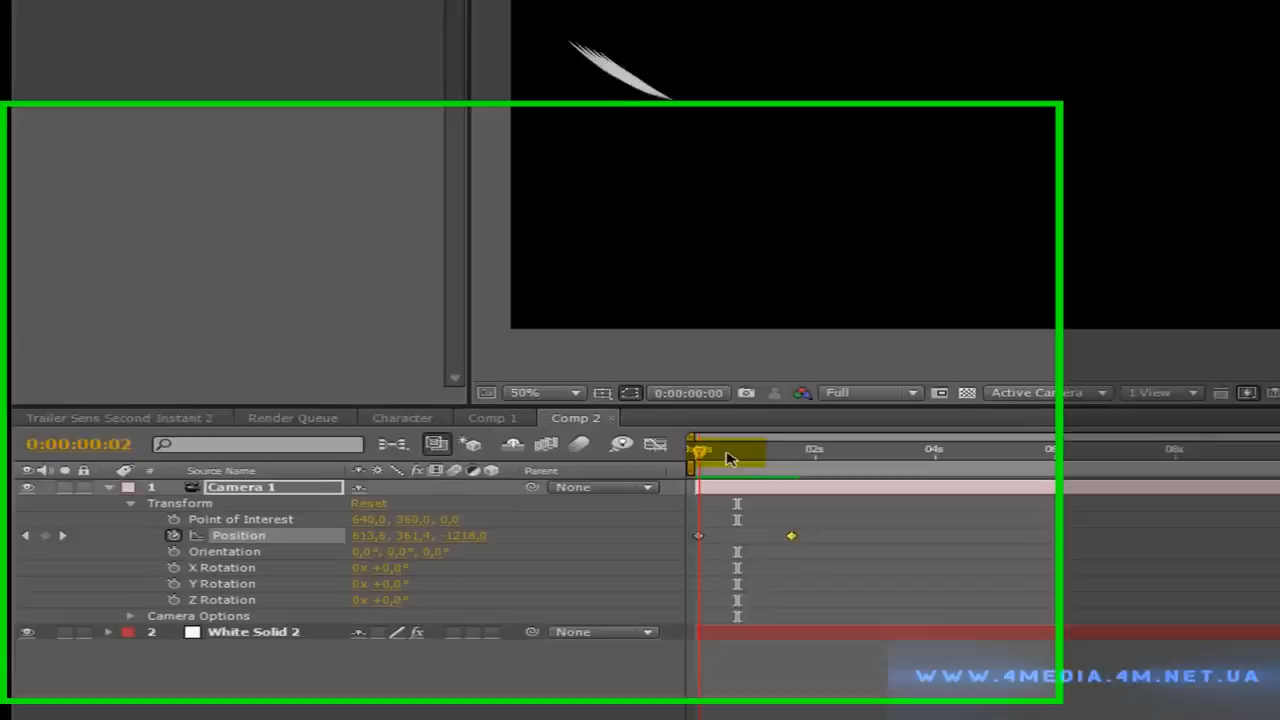 50%
0:00:00:00
Full
Active Camera
1 View
Trailer Sens Second Instant 2
Render Queue
Character
Comp 1
Comp 2
0:00:00:02
02s
04s
08s
#
Source Name
fx
Parent
1
Camera 1
None
Transform
Reset
Point of Interest
640,0, 360,0, 0,0
Position
613,6, 361,4, -1218,0
Orientation
0,0°, 0,0°, 0,0°
X Rotation
0x +0,0°
Y Rotation
0x +0,0°
Z Rotation
0x +0,0°
Camera Options
2
White Solid 2
fx
None
WWW.4MEDIA.4M.NET.UA